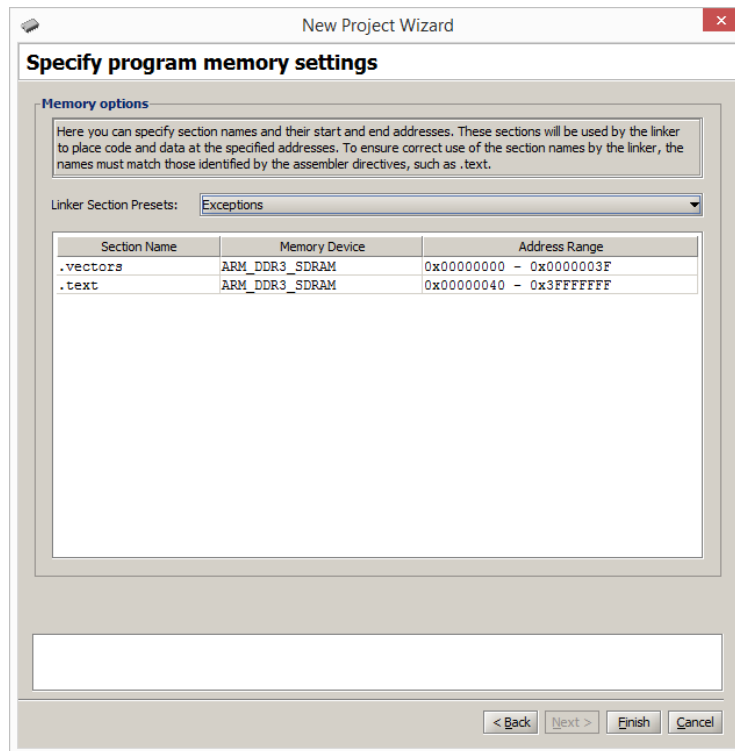 New Project Wizard
Specify program memory settings
Memory options
Here you can specify section names and their start and end addresses. These sections will be used by the linker
to place code and data at the specified addresses. To ensure correct use of the section names by the linker, the
names must match those identified by the assembler directives, such as .text.
Linker Section Presets: Exceptions
Section Name Memory Device Address Range
.vectors ARM_DDR3_SDRAM 0x00000000 - 0x0000003F
.text ARM_DDR3_SDRAM 0x00000040 - 0x3FFFFFFF
< Back Next > Finish Cancel